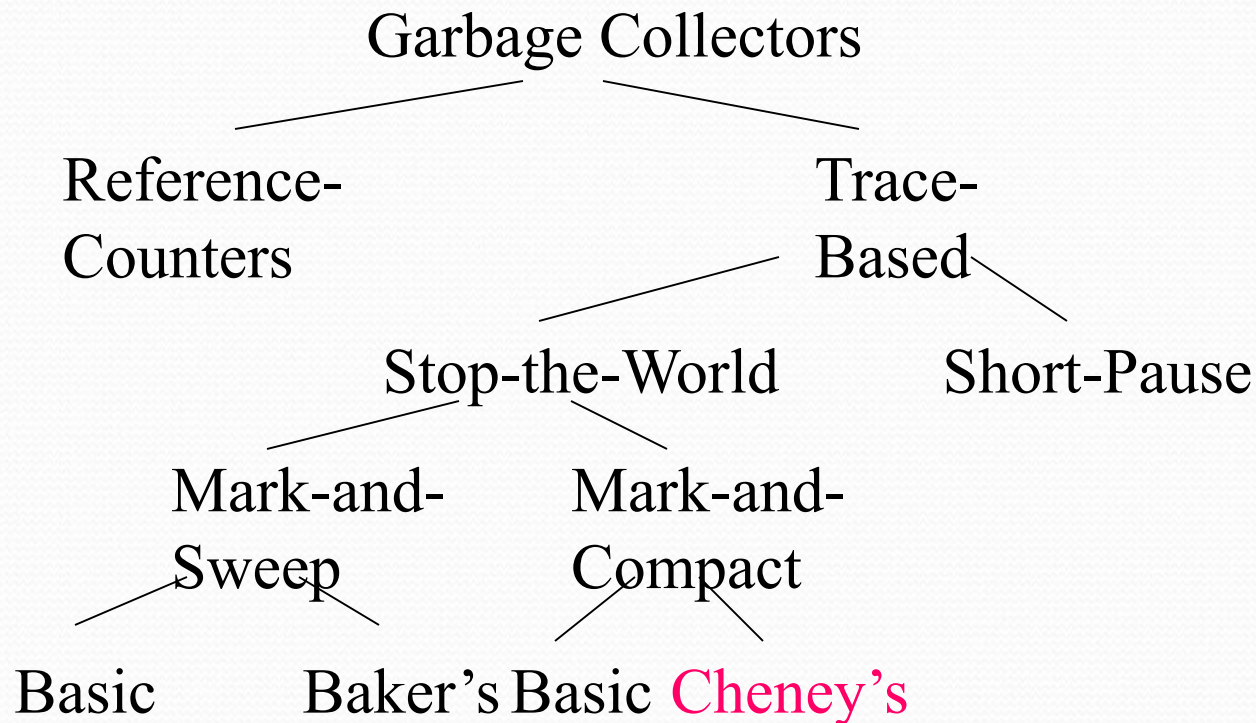 Garbage Collectors
Reference-
Counters
Trace-
Based
Stop-the-World
Short-Pause
Mark-and-
Sweep
Mark-and-
Compact
Basic
Baker’s
Basic
Cheney’s